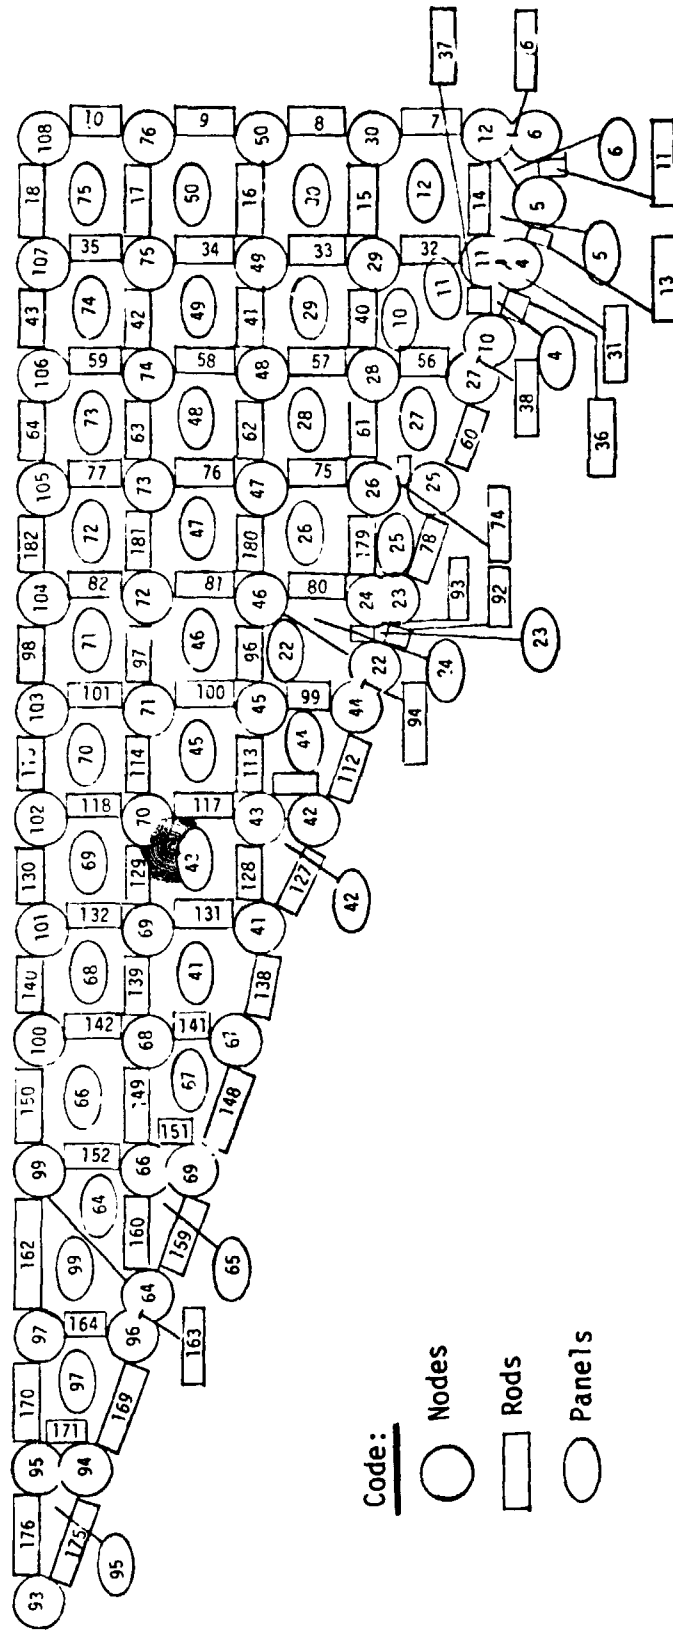 93 176 95 170 97 162 99 150 100 140 101 130 102 103 98 104 182 105 64 106 43 107 18 108
175 94 171 97 164 99 64 152 66 142 68 132 69 118 70 101 71 82 72 77 73 59 74 35 75 10
95 169 96 64 160 66 149 68 139 69 129 70 114 71 97 72 181 73 63 74 42 75 17 76
163 159 69 151 67 141 41 131 43 117 45 100 46 81 47 76 48 58 49 34 50 9
65 148 67 138 41 128 43 113 45 96 46 180 47 62 48 41 49 16 50
127 42 44 99 22 80 26 75 28 57 29 33 30 8
42 112 44 22 24 23 179 26 61 28 40 29 15 30
94 24 93 25 78 25 27 56 10 11 32 12 7
23 92 74 60 27 10 11 4 14 5 12 6
38 4 36 31 5 13 6 11 37 6
Code:
Nodes
Rods
Panels